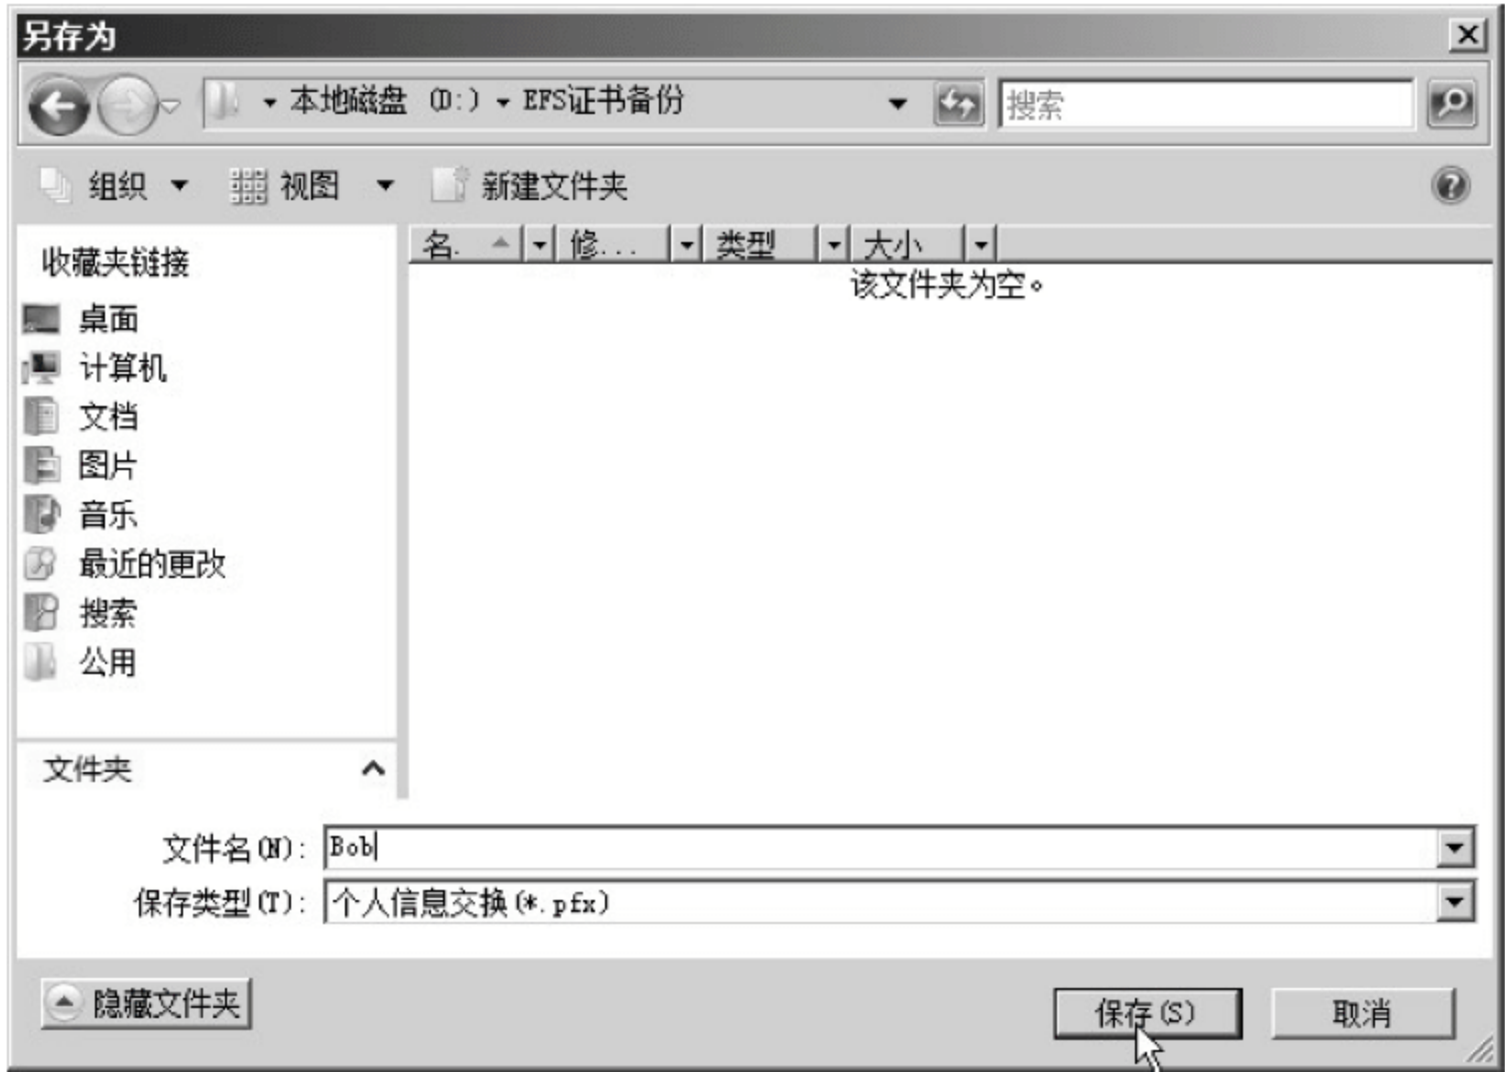 另存为
本地磁盘 (D:) EFS证书备份 搜索
组织 视图 新建文件夹
收藏夹链接
名. 修... 类型 大小
该文件夹为空。
桌面
计算机
文档
图片
音乐
最近的更改
搜索
公用
文件夹
文件名(N): Bob
保存类型(T): 个人信息交换(*.pfx)
隐藏文件夹 保存(S) 取消